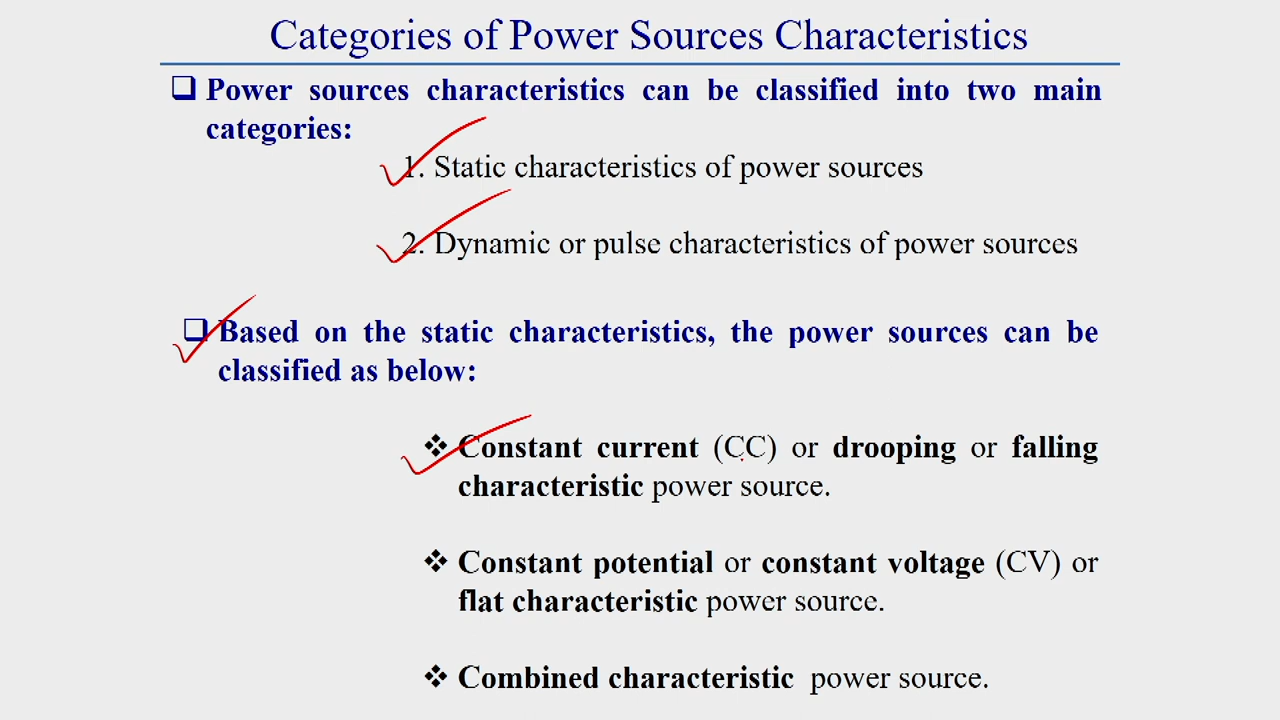 Categories of Power Sources Characteristics
❑ Power sources characteristics can be classified into two main
categories:
1. Static characteristics of power sources
2. Dynamic or pulse characteristics of power sources
❑ Based on the static characteristics, the power sources can be
classified as below:
❖ Constant current (CC) or drooping or falling
characteristic power source.
❖ Constant potential or constant voltage (CV) or
flat characteristic power source.
❖ Combined characteristic power source.